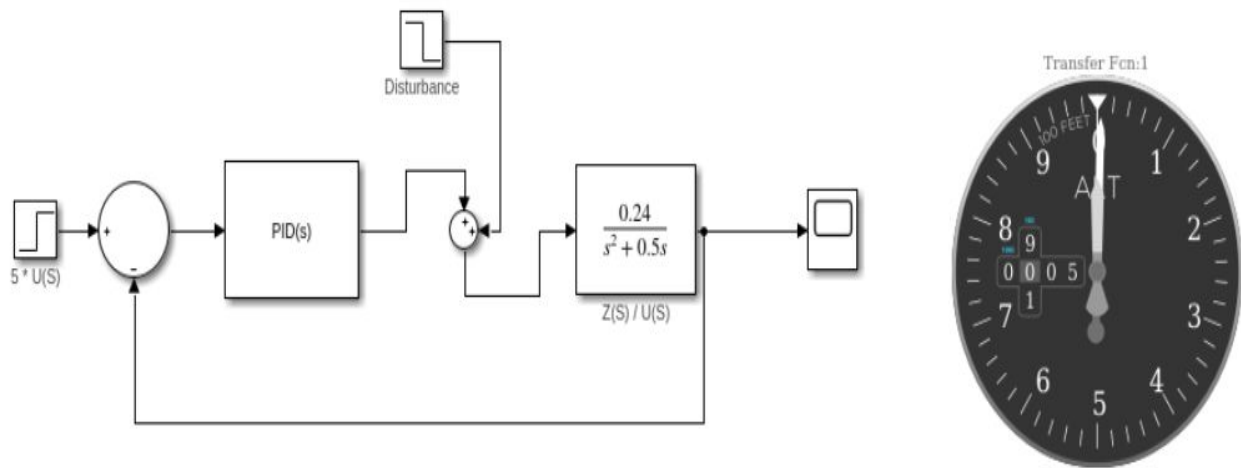 Disturbance
5 * U(S)
+
−
PID(s)
+
+
0.24
s² + 0.5s
Z(S) / U(S)
Transfer Fcn:1
100 FEET
ALT
0
1
2
3
4
5
6
7
8
9
9
0 0 0 5
1